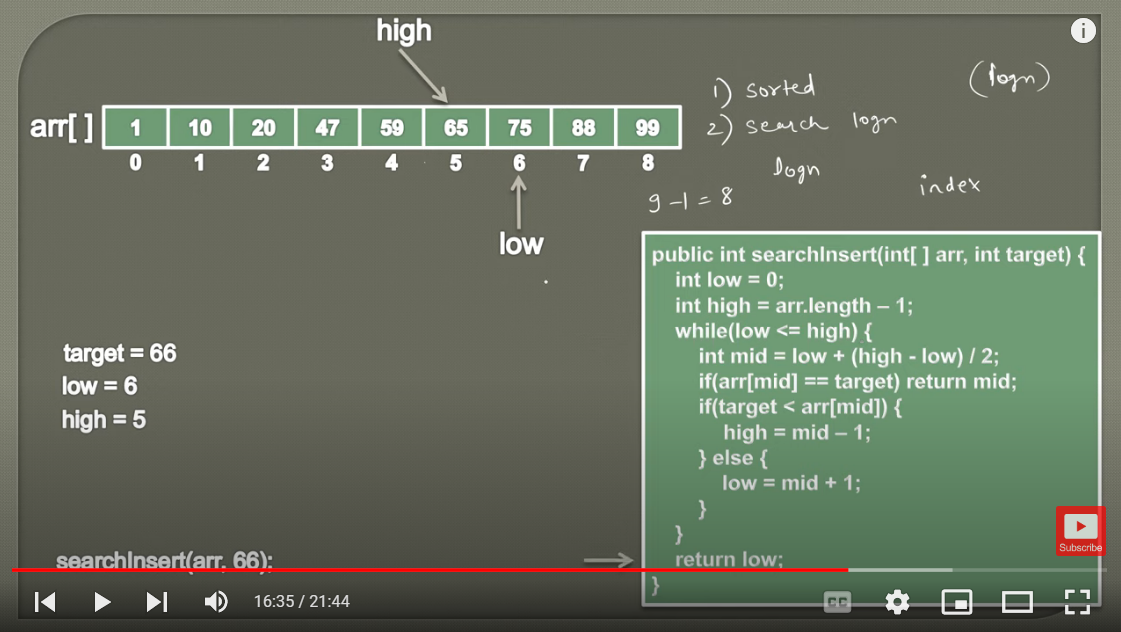 high
1) sorted
(logn)
arr[ ] 1 10 20 47 59 65 75 88 99
2) search logn
0 1 2 3 4 5 6 7 8
logn
index
9 -1 = 8
low
public int searchInsert(int[ ] arr, int target) {
int low = 0;
int high = arr.length – 1;
while(low <= high) {
int mid = low + (high - low) / 2;
if(arr[mid] == target) return mid;
if(target < arr[mid]) {
high = mid – 1;
} else {
low = mid + 1;
}
}
return low;
}
target = 66
low = 6
high = 5
searchInsert(arr, 66);
Subscribe
16:35 / 21:44
CC